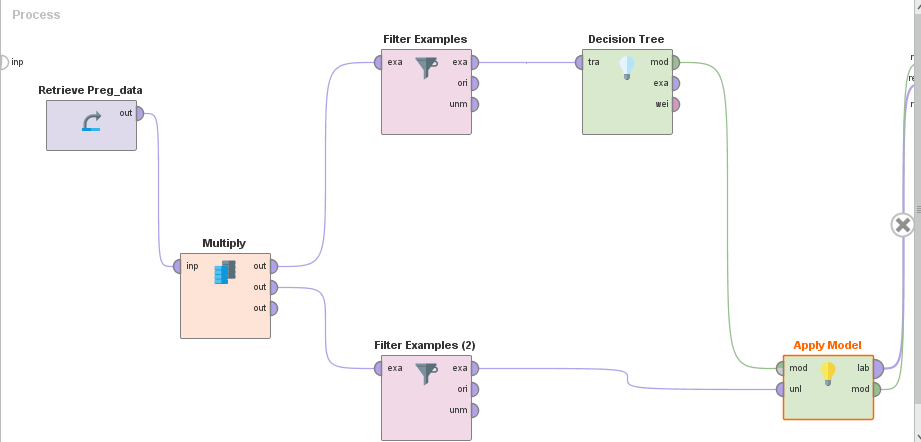 Process
inp
Retrieve Preg_data
out
Multiply
inp out
out
out
Filter Examples
exa exa
ori
unm
Decision Tree
tra mod
exa
wei
Filter Examples (2)
exa exa
ori
unm
Apply Model
mod lab
unl mod